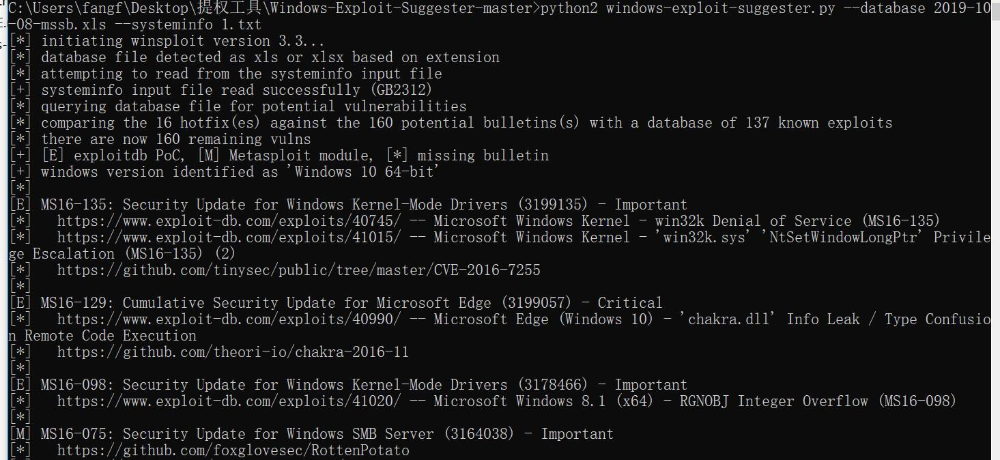 C:\Users\fangf\Desktop\提权工具\Windows-Exploit-Suggester-master>python2 windows-exploit-suggester.py --database 2019-10
-08-mssb.xls --systeminfo 1.txt
[*] initiating winsploit version 3.3...
[*] database file detected as xls or xlsx based on extension
[*] attempting to read from the systeminfo input file
[+] systeminfo input file read successfully (GB2312)
[*] querying database file for potential vulnerabilities
[*] comparing the 16 hotfix(es) against the 160 potential bulletins(s) with a database of 137 known exploits
[*] there are now 160 remaining vulns
[+] [E] exploitdb PoC, [M] Metasploit module, [*] missing bulletin
[+] windows version identified as 'Windows 10 64-bit'
[*]
[E] MS16-135: Security Update for Windows Kernel-Mode Drivers (3199135) - Important
[*]   https://www.exploit-db.com/exploits/40745/ -- Microsoft Windows Kernel - win32k Denial of Service (MS16-135)
[*]   https://www.exploit-db.com/exploits/41015/ -- Microsoft Windows Kernel - 'win32k.sys' 'NtSetWindowLongPtr' Privile
ge Escalation (MS16-135) (2)
[*]   https://github.com/tinysec/public/tree/master/CVE-2016-7255
[*]
[E] MS16-129: Cumulative Security Update for Microsoft Edge (3199057) - Critical
[*]   https://www.exploit-db.com/exploits/40990/ -- Microsoft Edge (Windows 10) - 'chakra.dll' Info Leak / Type Confusio
n Remote Code Execution
[*]   https://github.com/theori-io/chakra-2016-11
[*]
[E] MS16-098: Security Update for Windows Kernel-Mode Drivers (3178466) - Important
[*]   https://www.exploit-db.com/exploits/41020/ -- Microsoft Windows 8.1 (x64) - RGNOBJ Integer Overflow (MS16-098)
[*]
[M] MS16-075: Security Update for Windows SMB Server (3164038) - Important
[*]   https://github.com/foxglovesec/RottenPotato